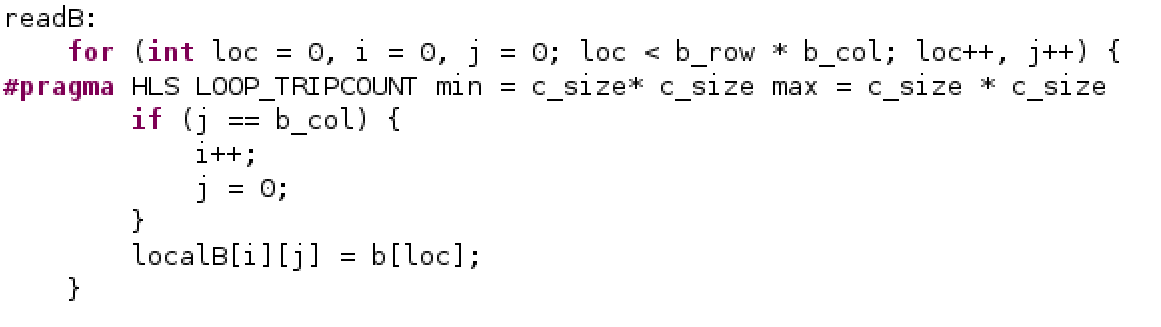 readB:
    for (int loc = 0, i = 0, j = 0; loc < b_row * b_col; loc++, j++) {
#pragma HLS LOOP_TRIPCOUNT min = c_size* c_size max = c_size * c_size
        if (j == b_col) {
            i++;
            j = 0;
        }
        localB[i][j] = b[loc];
    }